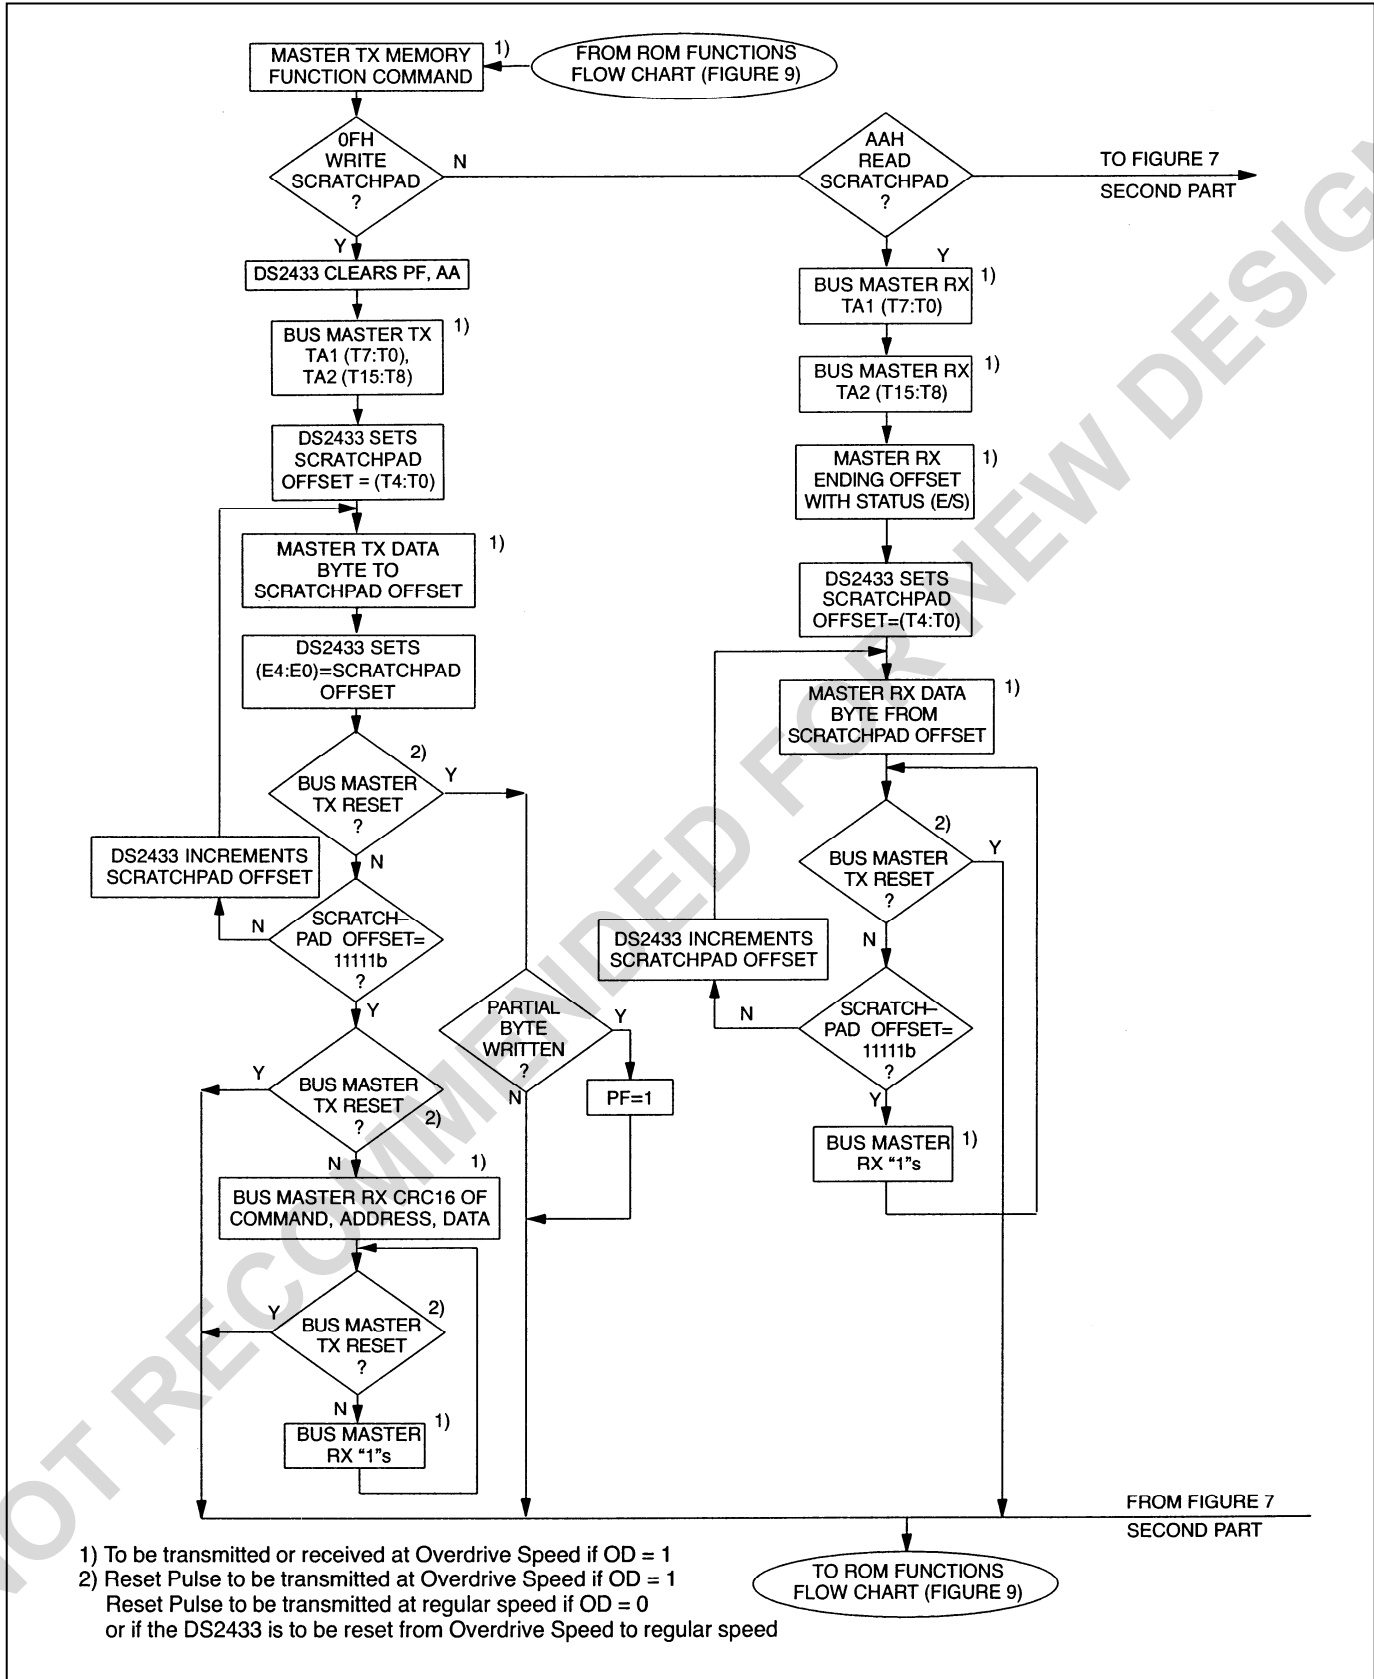 MASTER TX MEMORY
FUNCTION COMMAND
1)
FROM ROM FUNCTIONS
FLOW CHART (FIGURE 9)
0FH
WRITE
SCRATCHPAD
?
N
Y
AAH
READ
SCRATCHPAD
?
Y
TO FIGURE 7
SECOND PART
DS2433 CLEARS PF, AA
BUS MASTER TX
TA1 (T7:T0),
TA2 (T15:T8)
1)
DS2433 SETS
SCRATCHPAD
OFFSET = (T4:T0)
MASTER TX DATA
BYTE TO
SCRATCHPAD OFFSET
1)
DS2433 SETS
(E4:E0)=SCRATCHPAD
OFFSET
BUS MASTER
TX RESET
?
2)
Y
N
DS2433 INCREMENTS
SCRATCHPAD OFFSET
SCRATCH–
PAD OFFSET=
11111b
?
N
Y
BUS MASTER
TX RESET
?
2)
Y
N
PARTIAL
BYTE
WRITTEN
?
Y
N
PF=1
BUS MASTER RX CRC16 OF
COMMAND, ADDRESS, DATA
1)
BUS MASTER
TX RESET
?
2)
Y
N
BUS MASTER
RX "1"s
1)
BUS MASTER RX
TA1 (T7:T0)
1)
BUS MASTER RX
TA2 (T15:T8)
1)
MASTER RX
ENDING OFFSET
WITH STATUS (E/S)
1)
DS2433 SETS
SCRATCHPAD
OFFSET=(T4:T0)
MASTER RX DATA
BYTE FROM
SCRATCHPAD OFFSET
1)
BUS MASTER
TX RESET
?
2)
Y
N
DS2433 INCREMENTS
SCRATCHPAD OFFSET
SCRATCH–
PAD OFFSET=
11111b
?
N
Y
BUS MASTER
RX "1"s
1)
FROM FIGURE 7
SECOND PART
TO ROM FUNCTIONS
FLOW CHART (FIGURE 9)
1) To be transmitted or received at Overdrive Speed if OD = 1
2) Reset Pulse to be transmitted at Overdrive Speed if OD = 1
Reset Pulse to be transmitted at regular speed if OD = 0
or if the DS2433 is to be reset from Overdrive Speed to regular speed
NOT RECOMMENDED FOR NEW DESIGN